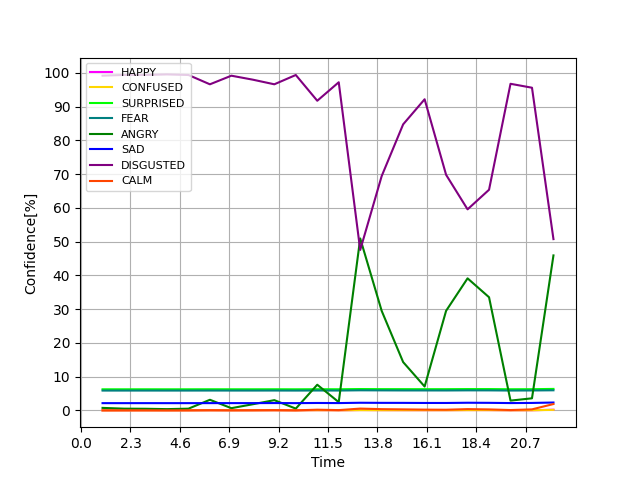 100
90
80
70
60
50
40
30
20
10
0
Confidence[%]
HAPPY
CONFUSED
SURPRISED
FEAR
ANGRY
SAD
DISGUSTED
CALM
0.0 2.3 4.6 6.9 9.2 11.5 13.8 16.1 18.4 20.7
Time